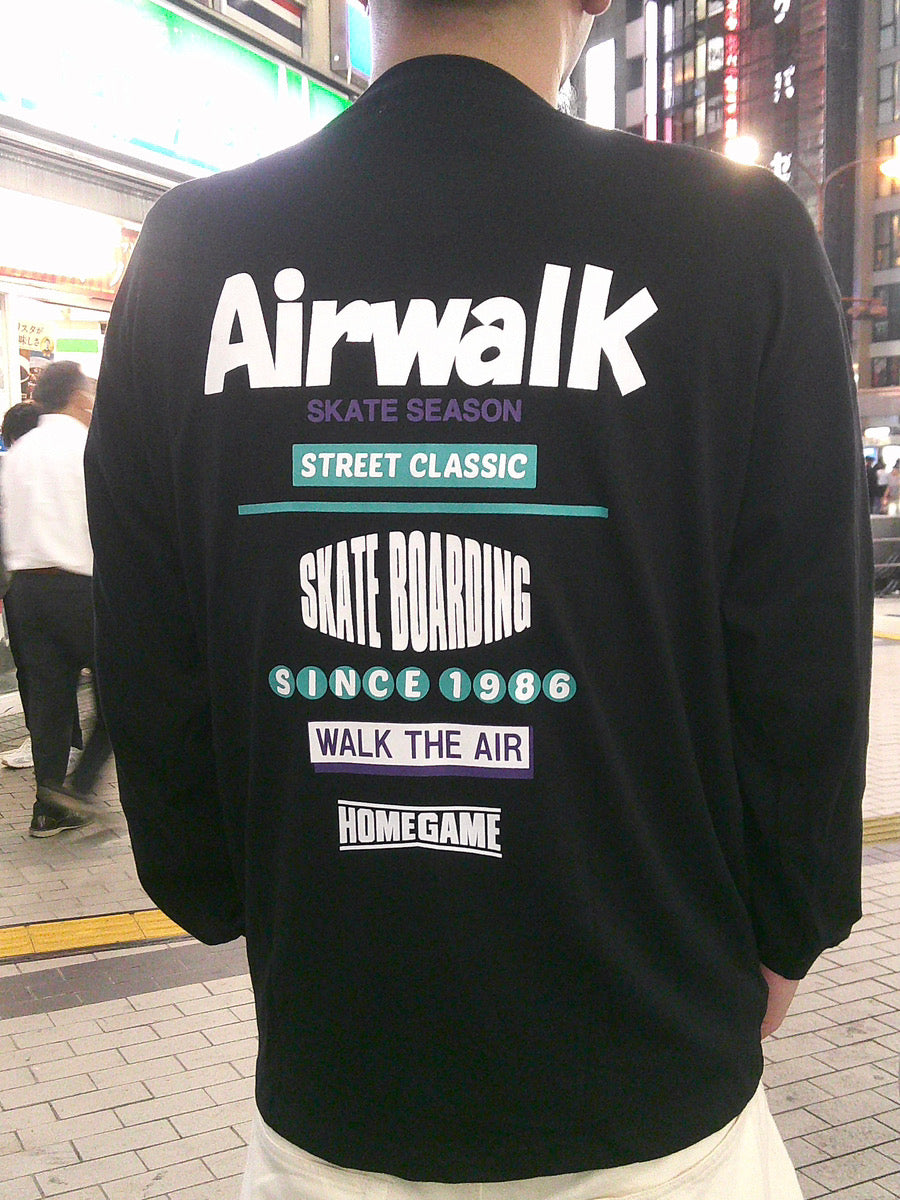 Airwalk
SKATE SEASON
STREET CLASSIC
SKATE BOARDING
SINCE 1986
WALK THE AIR
HOMEGAME